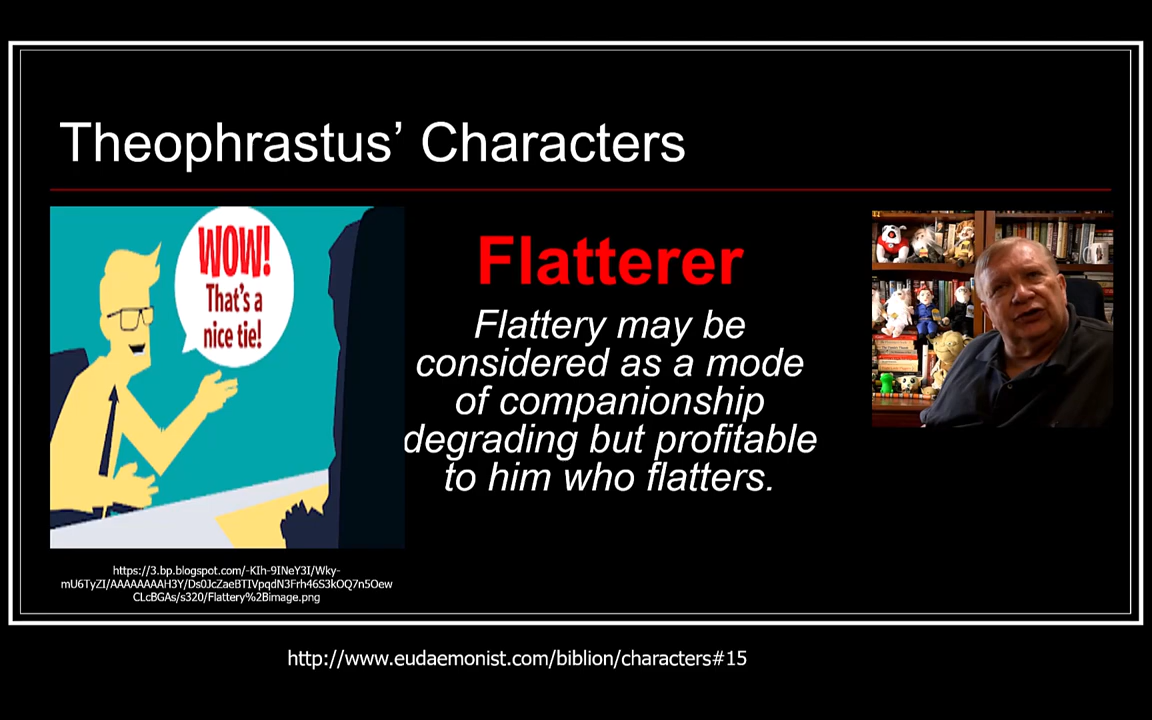 Theophrastus’ Characters
WOW!
That's a
nice tie!
Flatterer
Flattery may be
considered as a mode
of companionship
degrading but profitable
to him who flatters.
https://3.bp.blogspot.com/-KIh-9INeY3I/Wky-
mU6TyZI/AAAAAAAAH3Y/Ds0JcZaeBTIVpqdN3Frh46S3kOQ7n5Oew
CLcBGAs/s320/Flattery%2Bimage.png
http://www.eudaemonist.com/biblion/characters#15